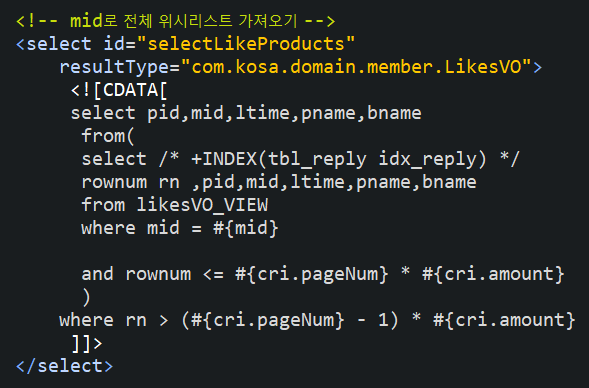 <!-- mid로 전체 위시리스트 가져오기 -->
<select id="selectLikeProducts"
resultType="com.kosa.domain.member.LikesVO">
<![CDATA[
select pid,mid,ltime,pname,bname
from(
select /* +INDEX(tbl_reply idx_reply) */
rownum rn ,pid,mid,ltime,pname,bname
from likesVO_VIEW
where mid = #{mid}
and rownum <= #{cri.pageNum} * #{cri.amount}
)
where rn > (#{cri.pageNum} - 1) * #{cri.amount}
]]>
</select>